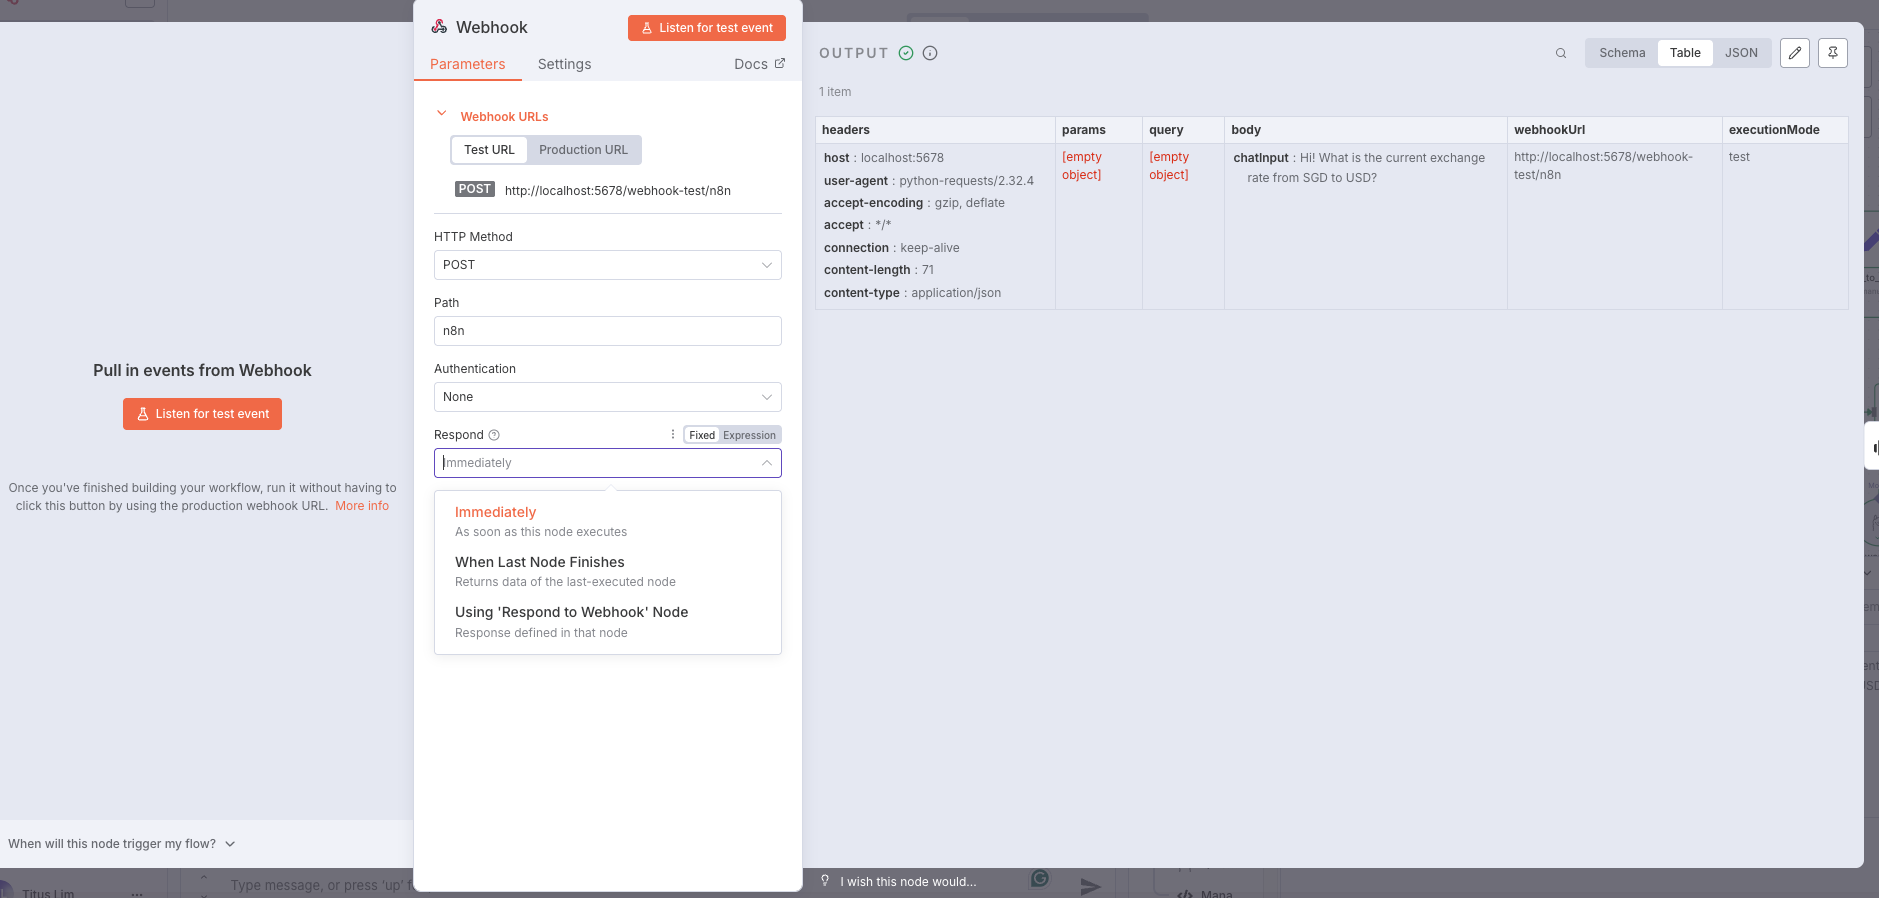 Webhook
Listen for test event
Parameters
Settings
Docs
Webhook URLs
Test URL
Production URL
POST
http://localhost:5678/webhook-test/n8n
HTTP Method
POST
Path
n8n
Authentication
None
Respond
Fixed
Expression
Immediately
Immediately
As soon as this node executes
When Last Node Finishes
Returns data of the last-executed node
Using 'Respond to Webhook' Node
Response defined in that node
Pull in events from Webhook
Listen for test event
Once you've finished building your workflow, run it without having to
click this button by using the production webhook URL. More info
When will this node trigger my flow?
OUTPUT
Schema
Table
JSON
1 item
headers
params
query
body
webhookUrl
executionMode
host : localhost:5678
user-agent : python-requests/2.32.4
accept-encoding : gzip, deflate
accept : */*
connection : keep-alive
content-length : 71
content-type : application/json
[empty
object]
[empty
object]
chatInput : Hi! What is the current exchange
rate from SGD to USD?
http://localhost:5678/webhook-
test/n8n
test
Titus Lim
Type message, or press 'up' f
I wish this node would...
Mana